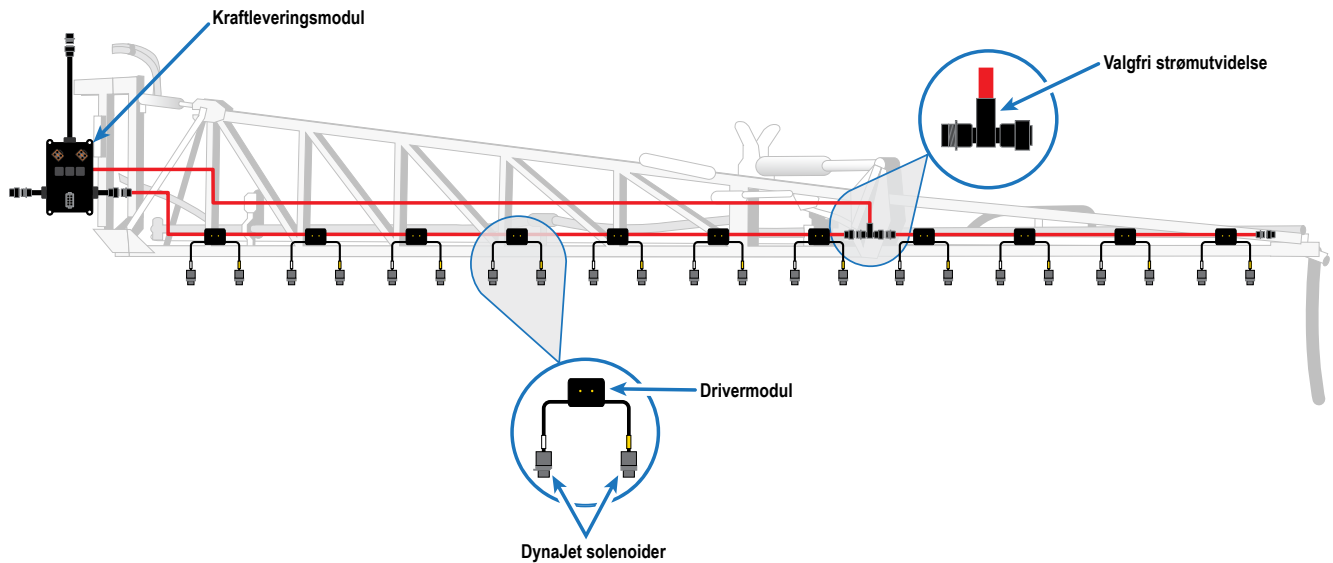 Kraftleveringsmodul
Valgfri strømutvidelse
Drivermodul
DynaJet solenoider